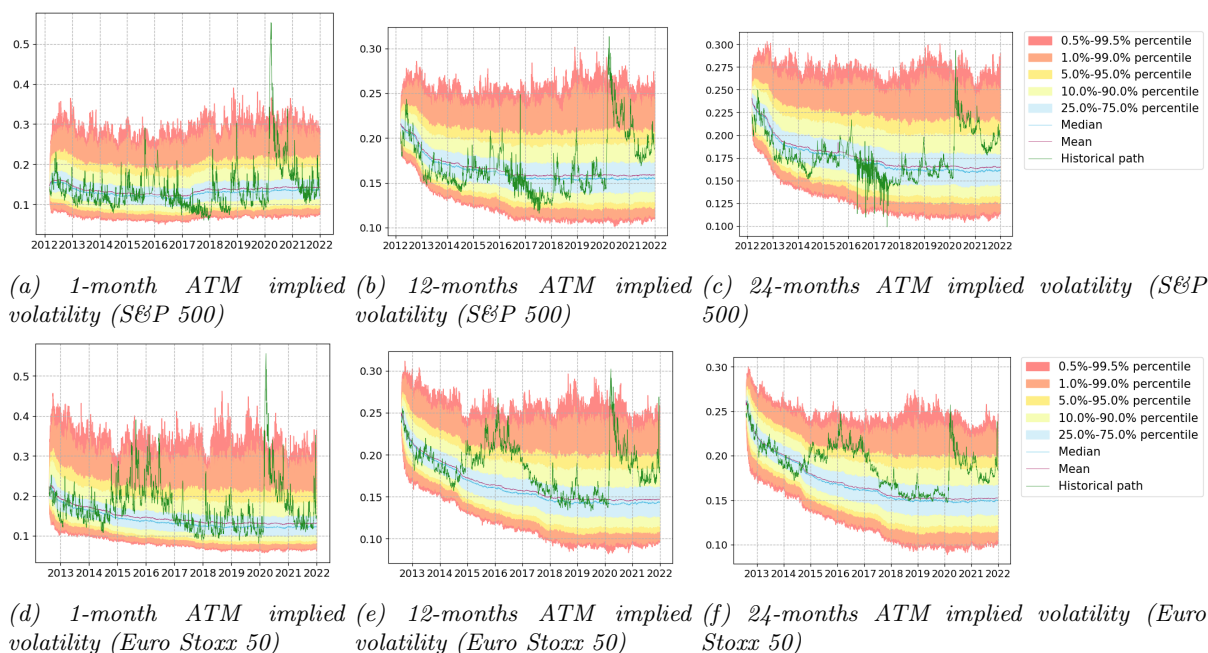 0.5
0.4
0.3
0.2
0.1
2012 2013 2014 2015 2016 2017 2018 2019 2020 2021 2022
0.30
0.25
0.20
0.15
0.10
2012 2013 2014 2015 2016 2017 2018 2019 2020 2021 2022
0.300
0.275
0.250
0.225
0.200
0.175
0.150
0.125
0.100
2012 2013 2014 2015 2016 2017 2018 2019 2020 2021 2022
0.5%-99.5% percentile
1.0%-99.0% percentile
5.0%-95.0% percentile
10.0%-90.0% percentile
25.0%-75.0% percentile
Median
Mean
Historical path
(a) 1-month ATM implied
volatility (S&P 500)
(b) 12-months ATM implied
volatility (S&P 500)
(c) 24-months ATM implied volatility (S&P
500)
0.5
0.4
0.3
0.2
0.1
2013 2014 2015 2016 2017 2018 2019 2020 2021 2022
0.30
0.25
0.20
0.15
0.10
2013 2014 2015 2016 2017 2018 2019 2020 2021 2022
0.30
0.25
0.20
0.15
0.10
2013 2014 2015 2016 2017 2018 2019 2020 2021 2022
0.5%-99.5% percentile
1.0%-99.0% percentile
5.0%-95.0% percentile
10.0%-90.0% percentile
25.0%-75.0% percentile
Median
Mean
Historical path
(d) 1-month ATM implied
volatility (Euro Stoxx 50)
(e) 12-months ATM implied
volatility (Euro Stoxx 50)
(f) 24-months ATM implied volatility (Euro
Stoxx 50)